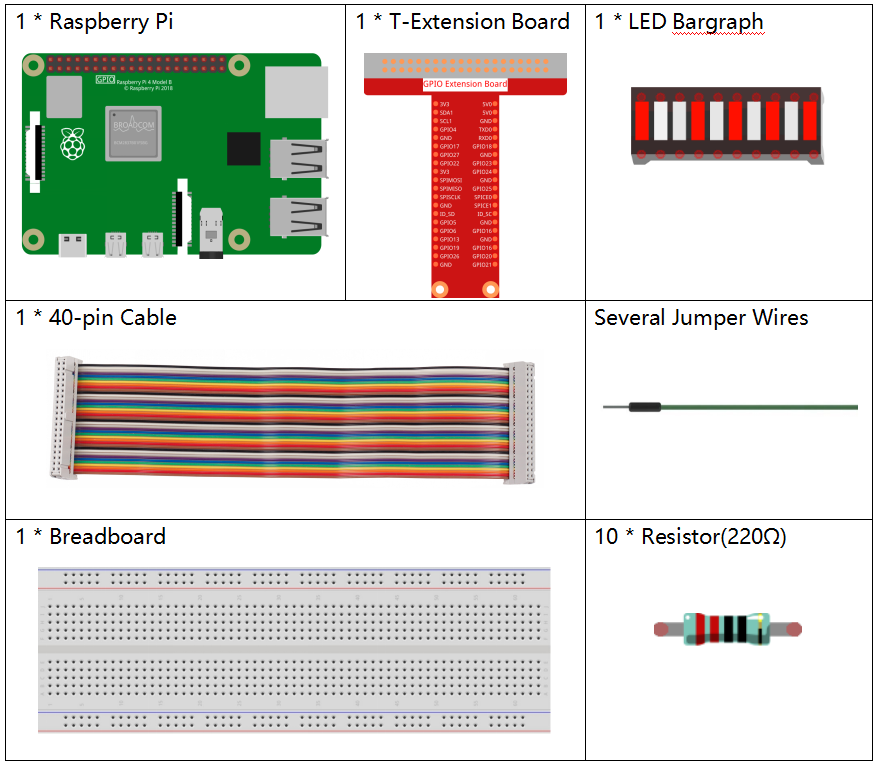 1 * Raspberry Pi
1 * T-Extension Board
1 * LED Bargraph
GPIO
Raspberry Pi 4 Model B
© Raspberry Pi 2018
BROADCOM
GPIO Extension Board
3V3 5V0
SDA1 5V0
SCL1 GND
GPIO4 TXD0
GND RXD0
GPIO17 GPIO18
GPIO27 GND
GPIO22 GPIO23
3V3 GPIO24
SPIMOSI GND
SPIMISO GPIO25
SPISCLK SPICE0
GND SPICE1
ID_SD ID_SC
GPIO5 GND
GPIO6 GPIO16
GPIO13 GND
GPIO19 GPIO16
GPIO26 GPIO20
GND GPIO21
1 * 40-pin Cable
Several Jumper Wires
1 * Breadboard
10 * Resistor(220Ω)